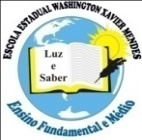 ESCOLA ESTADUAL WASHINGTON XAVIER MENDES
Luz
e
Saber
Ensino Fundamental e Médio